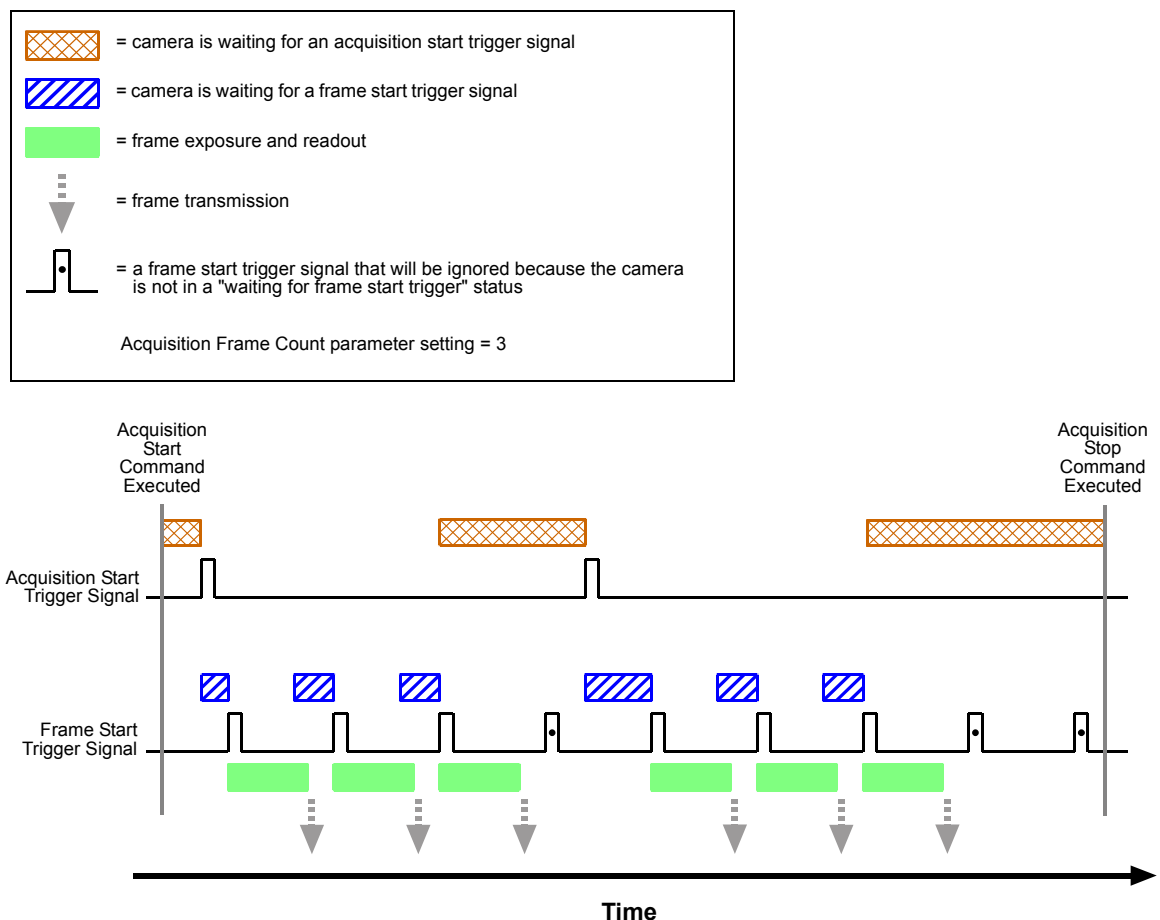 = camera is waiting for an acquisition start trigger signal
= camera is waiting for a frame start trigger signal
= frame exposure and readout
= frame transmission
= a frame start trigger signal that will be ignored because the camera
is not in a "waiting for frame start trigger" status
Acquisition Frame Count parameter setting = 3
Acquisition
Start
Command
Executed
Acquisition
Stop
Command
Executed
Acquisition Start
Trigger Signal
Frame Start
Trigger Signal
Time